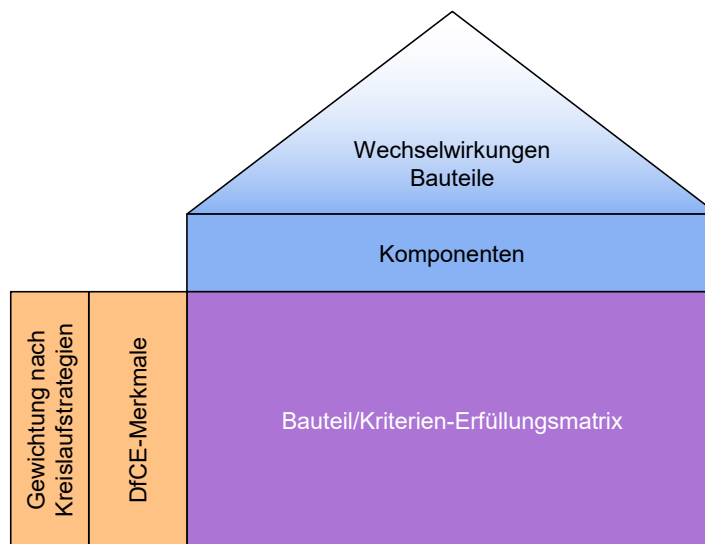 Wechselwirkungen
Bauteile
Komponenten
Gewichtung nach
Kreislaufstrategien
DfCE-Merkmale
Bauteil/Kriterien-Erfüllungsmatrix